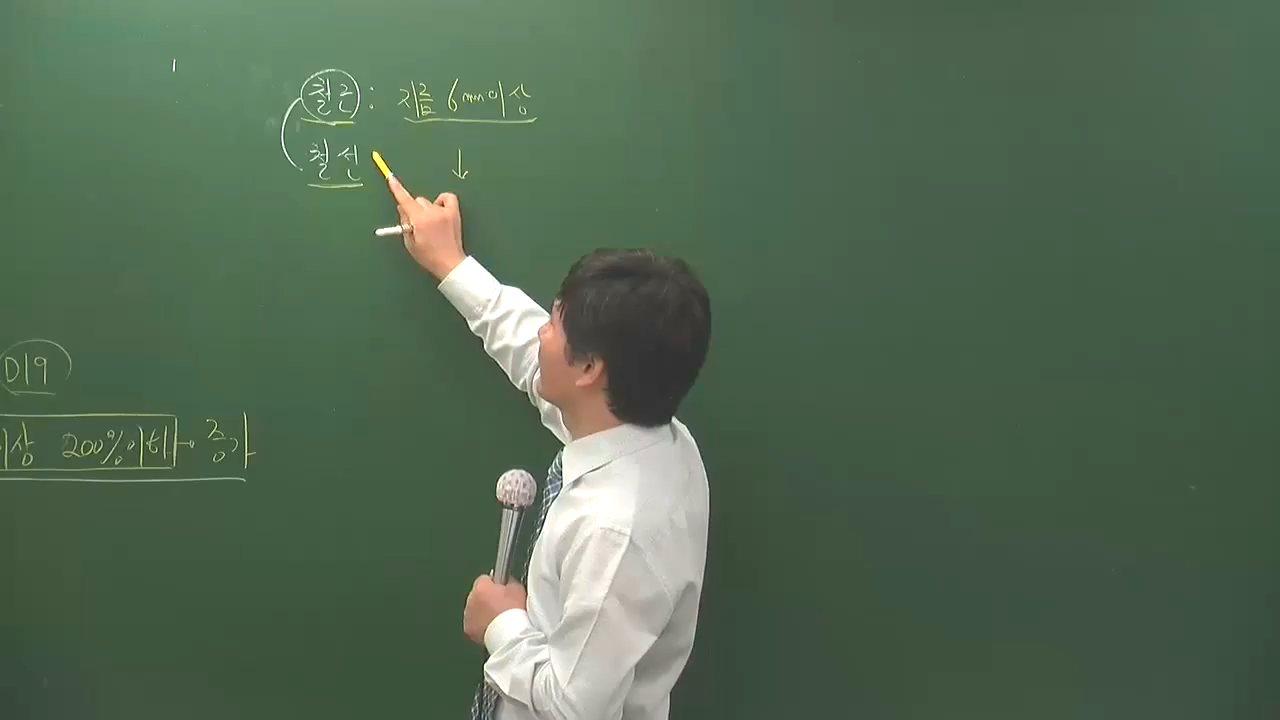 철근 : 지름 6mm이상
철선 ↓
D19
이상 200%이하 → 증가